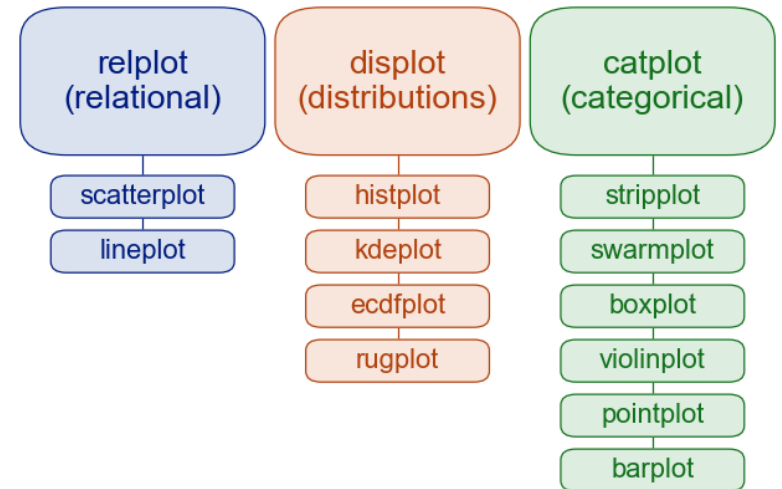 relplot
(relational)
scatterplot
lineplot
displot
(distributions)
histplot
kdeplot
ecdfplot
rugplot
catplot
(categorical)
stripplot
swarmplot
boxplot
violinplot
pointplot
barplot